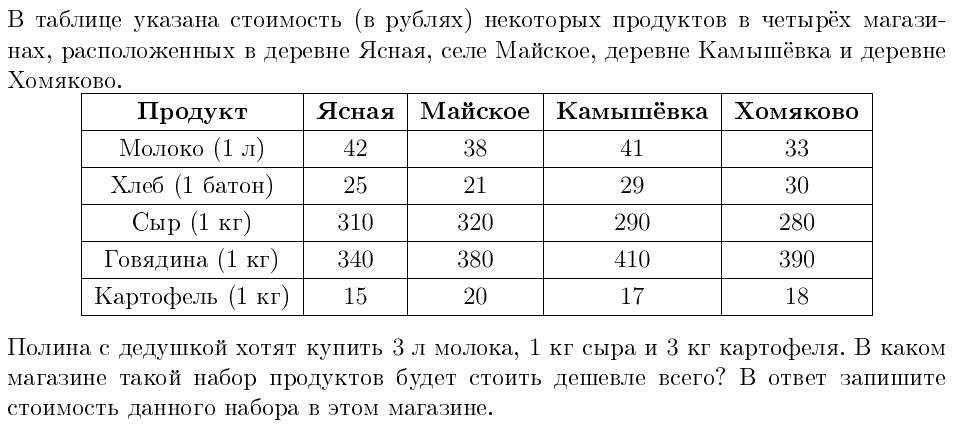 В таблице указана стоимость (в рублях) некоторых продуктов в четырёх магази-
нах, расположенных в деревне Ясная, селе Майское, деревне Камышёвка и деревне
Хомяково.
Продукт Ясная Майское Камышёвка Хомяково
Молоко (1 л) 42 38 41 33
Хлеб (1 батон) 25 21 29 30
Сыр (1 кг) 310 320 290 280
Говядина (1 кг) 340 380 410 390
Картофель (1 кг) 15 20 17 18
Полина с дедушкой хотят купить 3 л молока, 1 кг сыра и 3 кг картофеля. В каком
магазине такой набор продуктов будет стоить дешевле всего? В ответ запишите
стоимость данного набора в этом магазине.